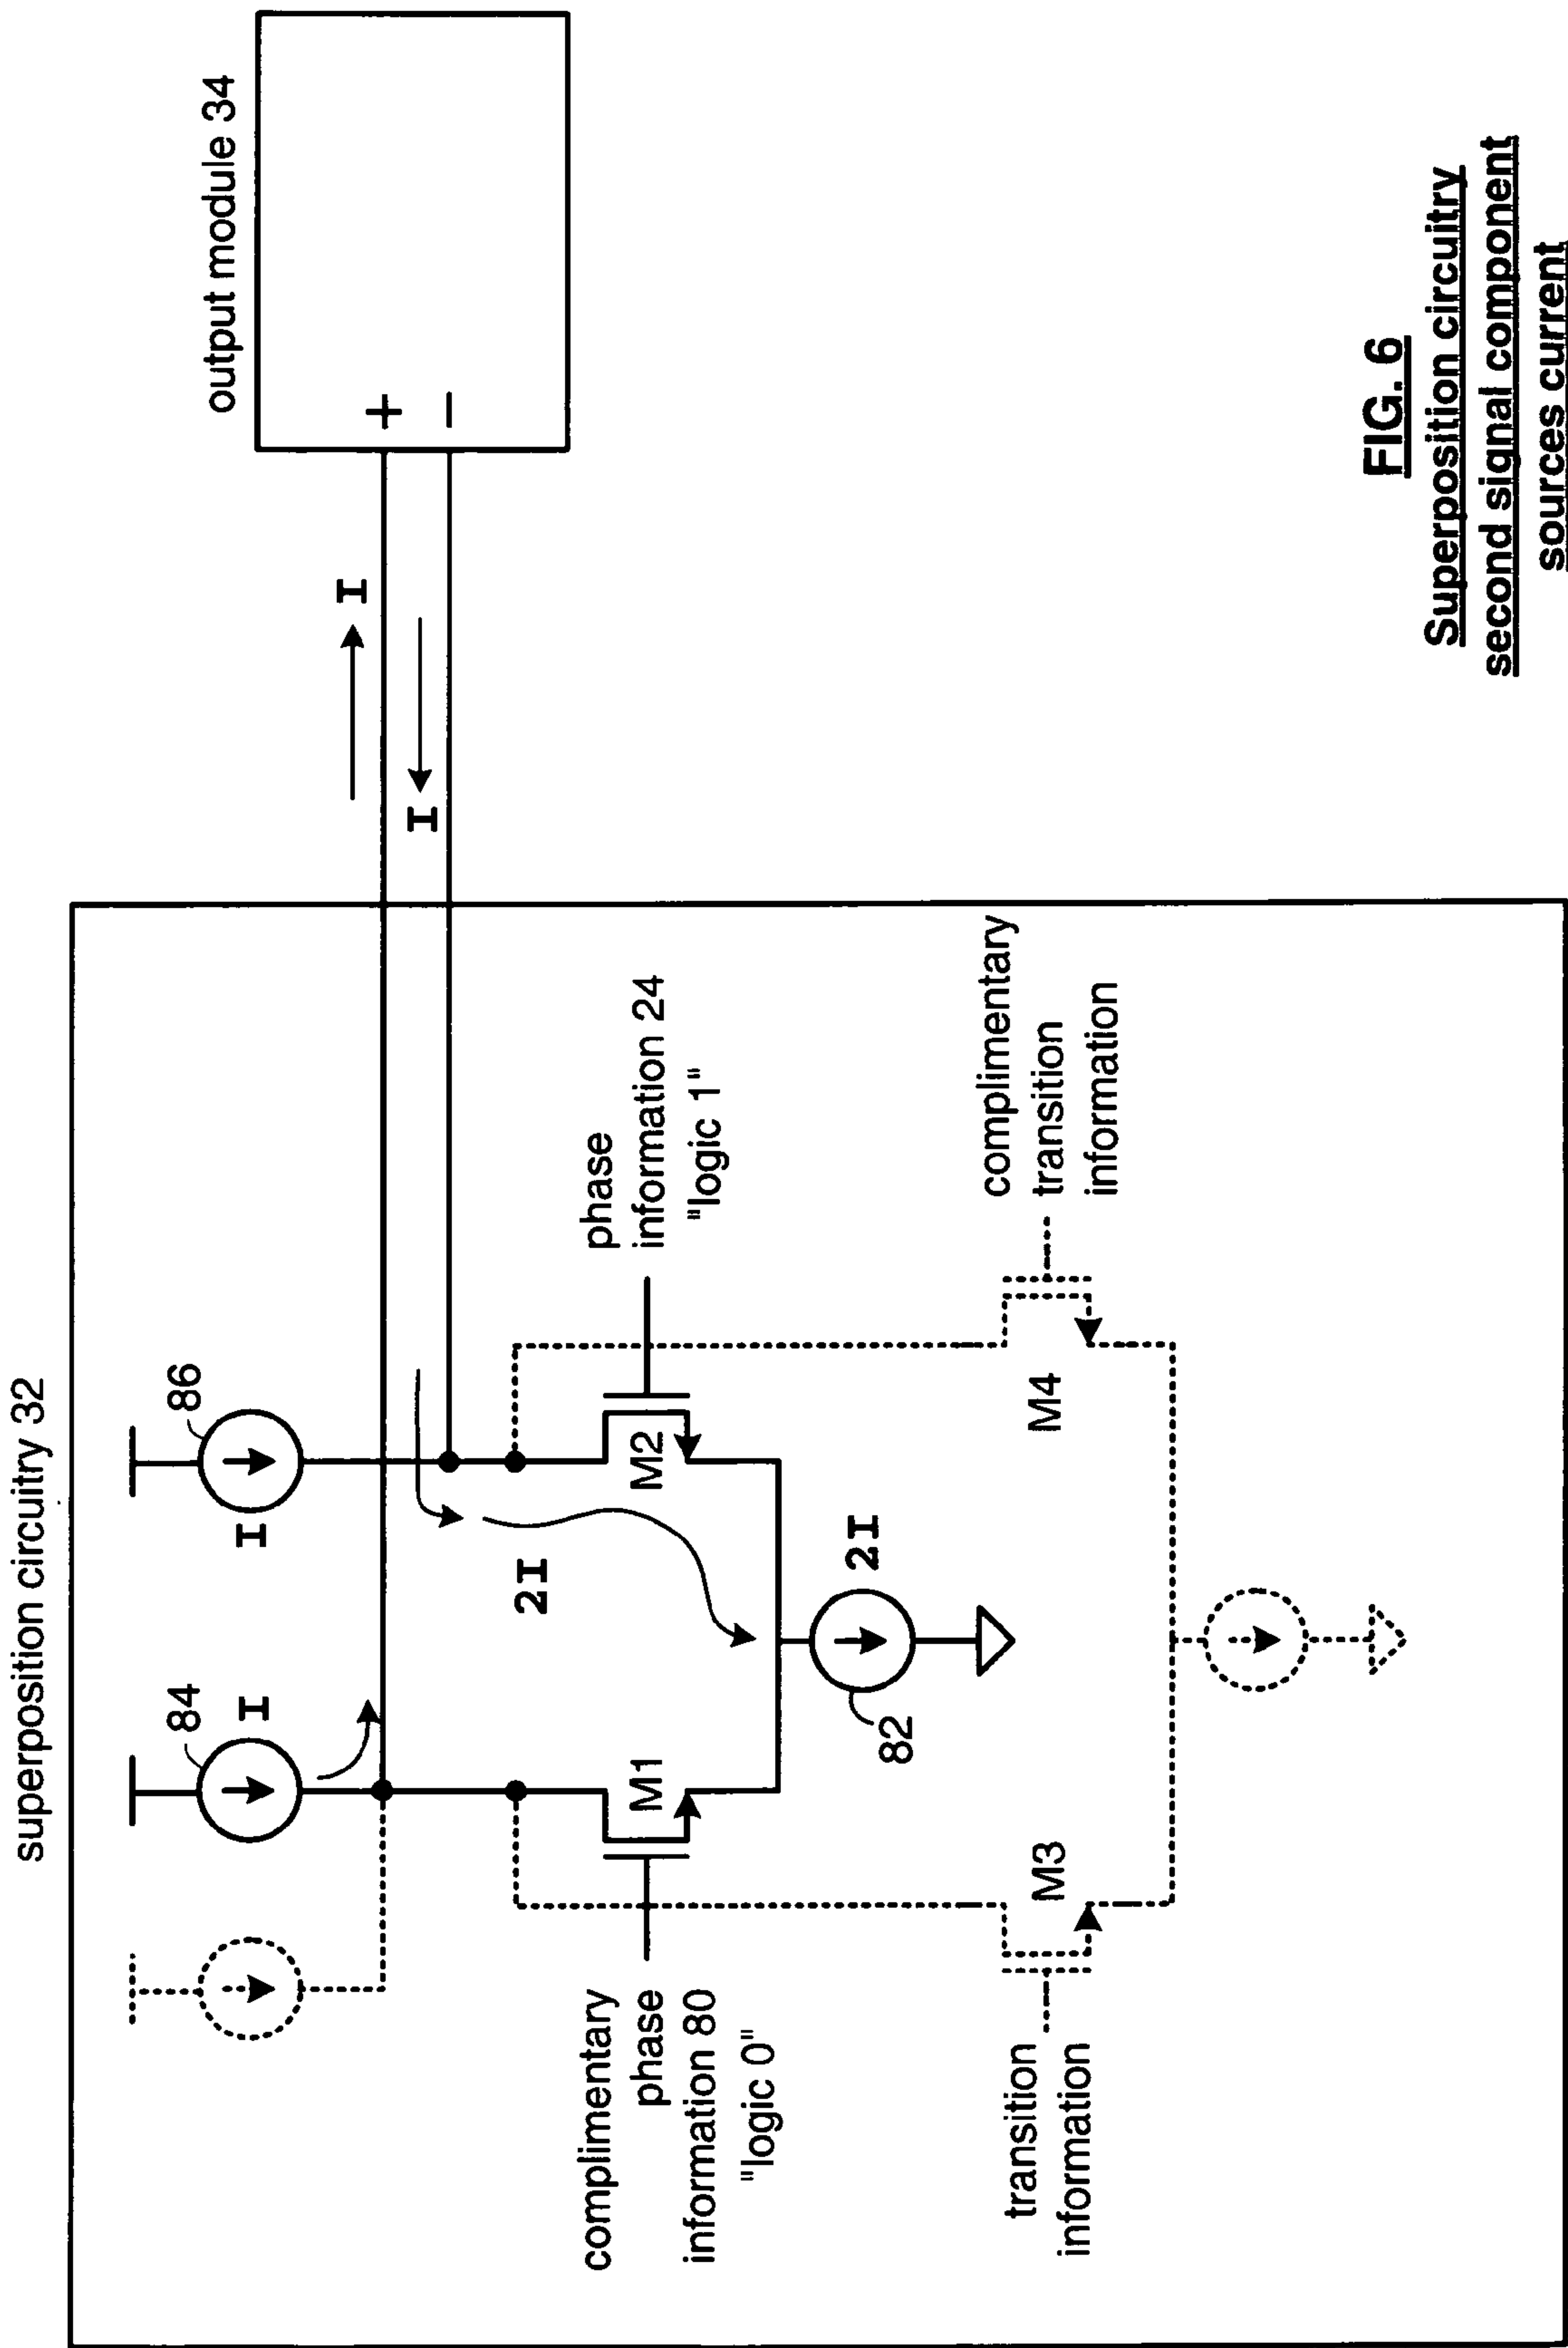 superposition circuitry 32
84
I
86
I
output module 34
+
−
I
I
2I
complimentary
phase
information 80
"logic 0"
M1
M2
phase
information 24
"logic 1"
82
2I
transition
information
M3
M4
complimentary
transition
information
FIG. 6
Superposition circuitry
second signal component
sources current